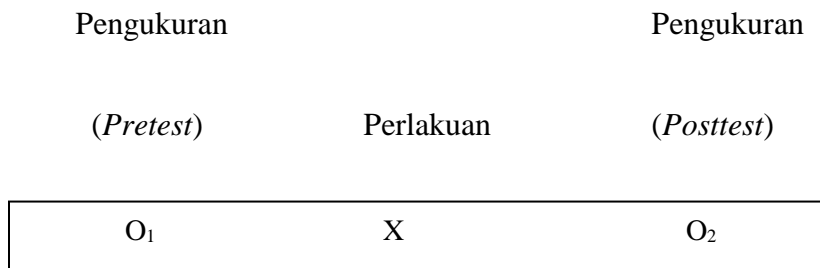 Pengukuran Pengukuran
(Pretest) Perlakuan (Posttest)
O₁ X O₂